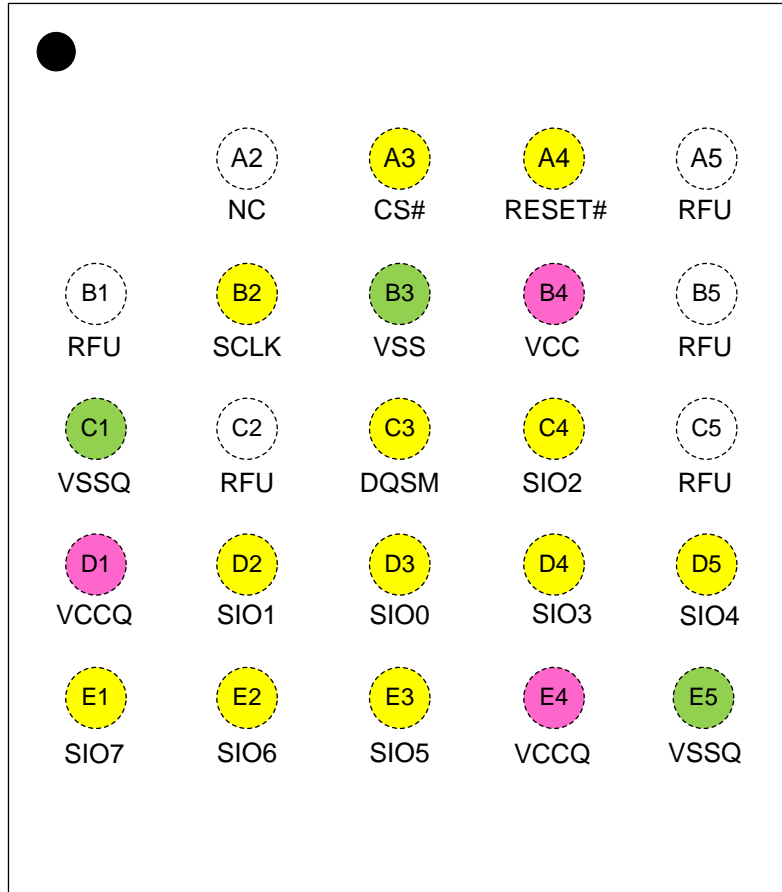 A2 A3 A4 A5
NC CS# RESET# RFU
B1 B2 B3 B4 B5
RFU SCLK VSS VCC RFU
C1 C2 C3 C4 C5
VSSQ RFU DQSM SIO2 RFU
D1 D2 D3 D4 D5
VCCQ SIO1 SIO0 SIO3 SIO4
E1 E2 E3 E4 E5
SIO7 SIO6 SIO5 VCCQ VSSQ